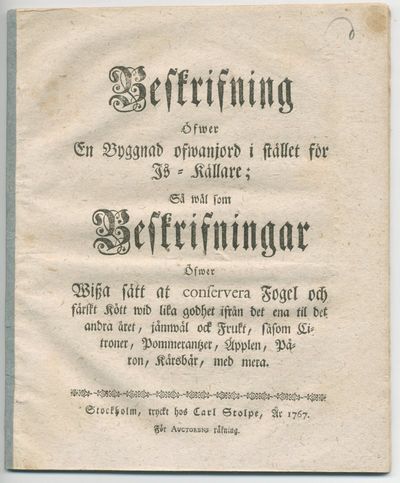 Beskrifning
Öfwer
En Byggnad ofwanjord i stället för
Is-Källare;
Så wäl som
Beskrifningar
Öfwer
Wißa sätt at conservera Fogel och
färskt Kött wid lika godhet ifrån det ena til det
andra året, jämwäl ock Frukt, såsom Ci-
troner, Pommerantzer, Äpplen, Pä-
ron, Kärsbär, med mera.
Stockholm, tryckt hos Carl Stolpe, År 1767.
För AUCTORENS räkning.